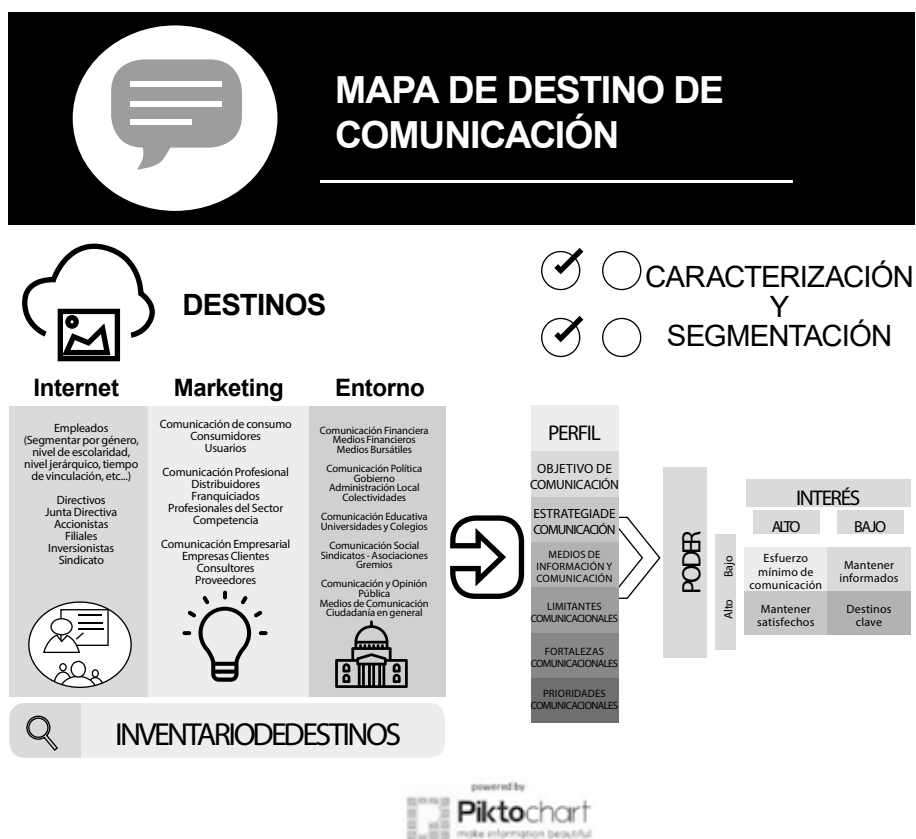 MAPA DE DESTINO DE
COMUNICACIÓN
DESTINOS
CARACTERIZACIÓN
Y
SEGMENTACIÓN
Internet
Empleados
(Segmentar por género,
nivel de escolaridad,
nivel jerárquico, tiempo
de vinculación, etc...)
Directivos
Junta Directiva
Accionistas
Filiales
Inversionistas
Sindicato
Marketing
Comunicación de consumo
Consumidores
Usuarios
Comunicación Profesional
Distribuidores
Franquiciados
Profesionales del Sector
Competencia
Comunicación Empresarial
Empresas Clientes
Consultores
Proveedores
Entorno
Comunicación Financiera
Medios Financieros
Medios Bursátiles
Comunicación Política
Gobierno
Administración Local
Colectividades
Comunicación Educativa
Universidades y Colegios
Comunicación Social
Sindicatos - Asociaciones
Gremios
Comunicación y Opinión
Pública
Medios de Comunicación
Ciudadanía en general
INVENTARIODEDESTINOS
PERFIL
OBJETIVO DE
COMUNICACIÓN
ESTRATEGIADE
COMUNICACIÓN
MEDIOS DE
INFORMACIÓN Y
COMUNICACIÓN
LIMITANTES
COMUNICACIONALES
FORTALEZAS
COMUNICACIONALES
PRIORIDADES
COMUNICACIONALES
PODER
INTERÉS
ALTO
BAJO
Bajo
Esfuerzo
mínimo de
comunicación
Mantener
informados
Alto
Mantener
satisfechos
Destinos
clave
powered by
Piktochart
make information beautiful